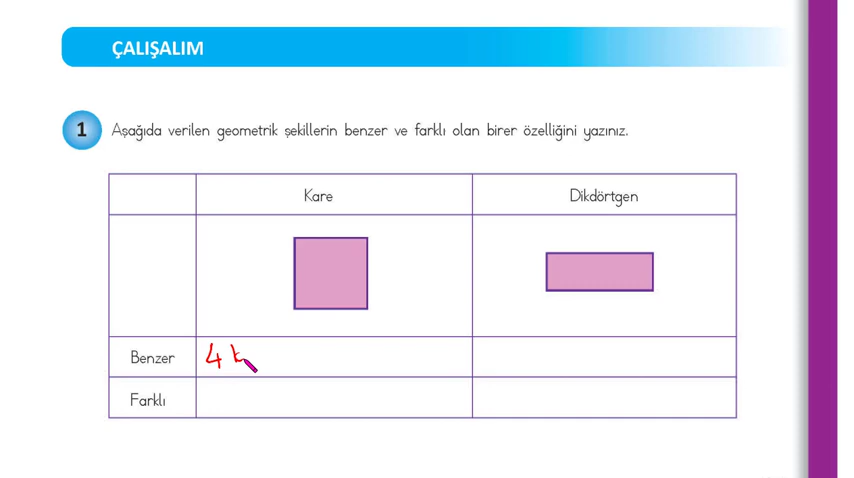 ÇALIŞALIM
1 Aşağıda verilen geometrik şekillerin benzer ve farklı olan birer özelliğini yazınız.
Kare Dikdörtgen
Benzer 4 k
Farklı